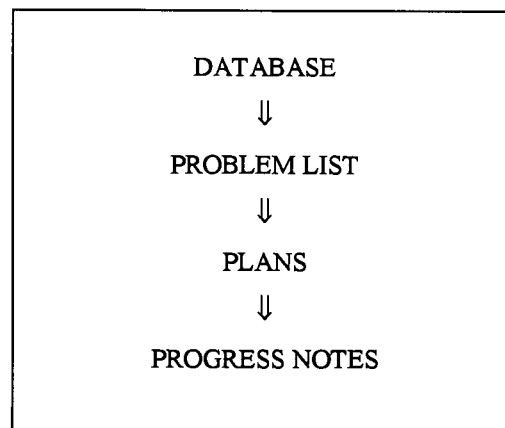 DATABASE
⇓
PROBLEM LIST
⇓
PLANS
⇓
PROGRESS NOTES